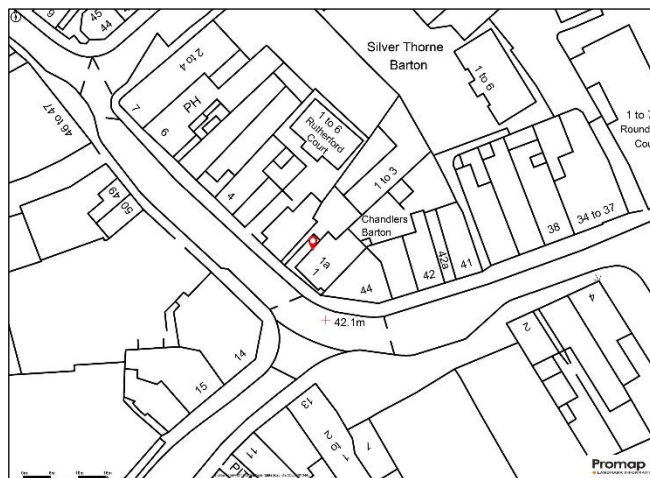 45
44
2 to 4
Silver Thorne
Barton
1 to 6
46 to 47
7
PH
6
1 to 6
Rutherford
Court
1 to 7
50
49
4
1 to 3
Chandlers
Barton
38
34 to 37
1a
1
44
42
42a
41
42.1m
4
2
14
15
13
11
Promap